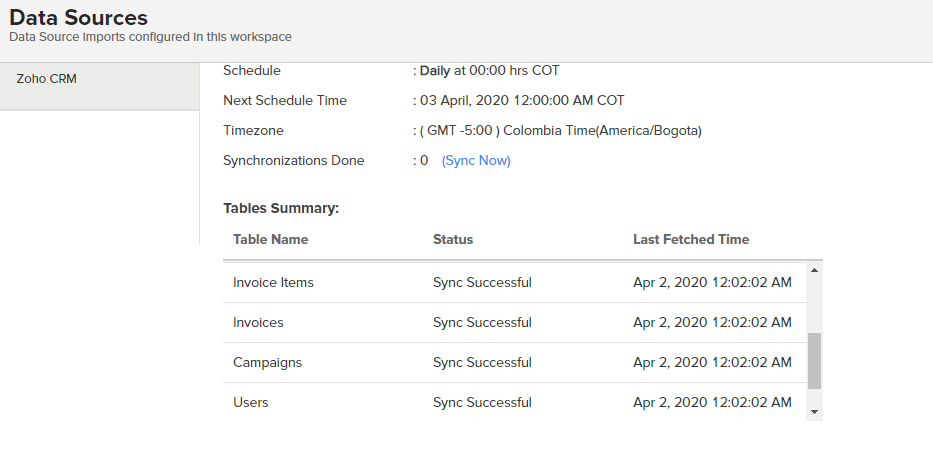 Data Sources
Data Source imports configured in this workspace
Zoho CRM
Schedule : Daily at 00:00 hrs COT
Next Schedule Time : 03 April, 2020 12:00:00 AM COT
Timezone : ( GMT -5:00 ) Colombia Time(America/Bogota)
Synchronizations Done : 0 (Sync Now)
Tables Summary:
Table Name Status Last Fetched Time
Invoice Items Sync Successful Apr 2, 2020 12:02:02 AM
Invoices Sync Successful Apr 2, 2020 12:02:02 AM
Campaigns Sync Successful Apr 2, 2020 12:02:02 AM
Users Sync Successful Apr 2, 2020 12:02:02 AM